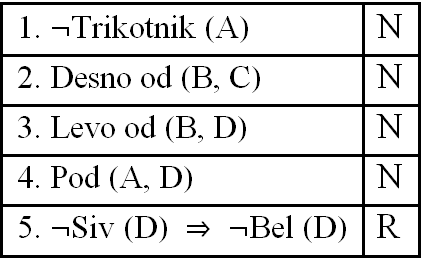 1. ¬Trikotnik (A) N
2. Desno od (B, C) N
3. Levo od (B, D) N
4. Pod (A, D) N
5. ¬Siv (D) ⇒ ¬Bel (D) R